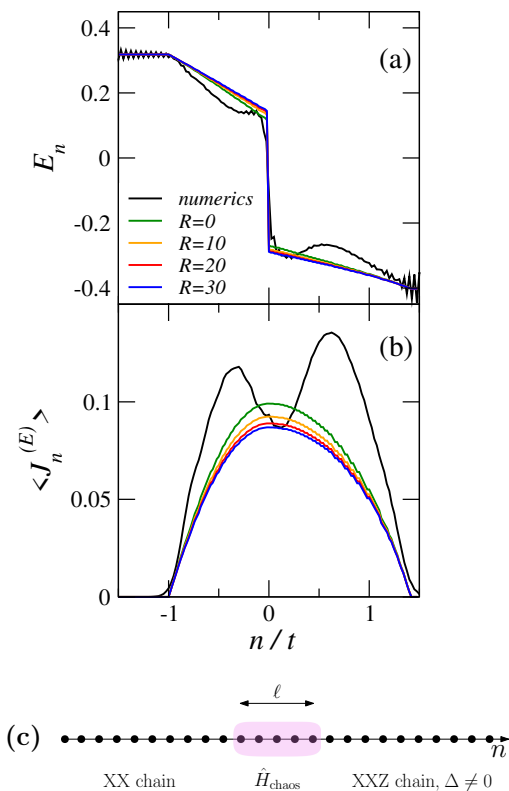 0.4
(a)
0.2
E_n
0
-0.2
numerics
R=0
R=10
R=20
R=30
-0.4
(b)
0.1
< J_n^(E) >
0.05
0
-1
0
1
n / t
ℓ
(c)
n
XX chain
Ĥ_chaos
XXZ chain, Δ ≠ 0